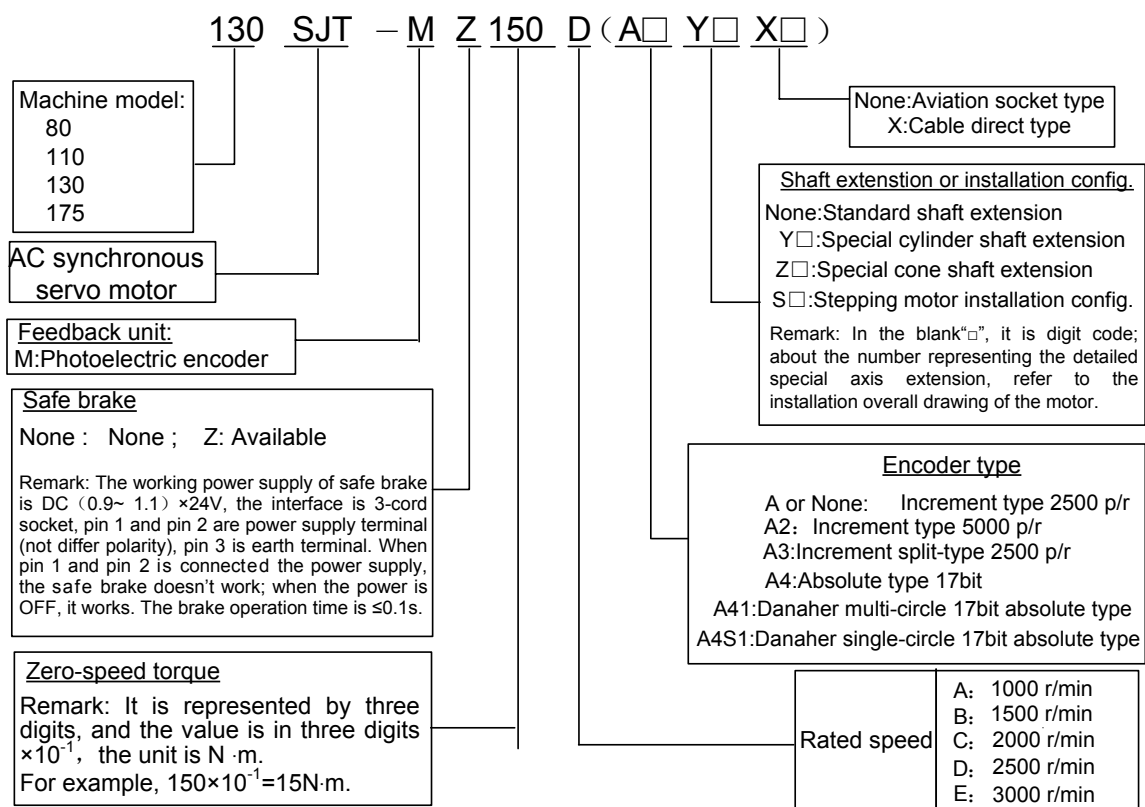 130 SJT - M Z 150 D (A□ Y□ X□)
Machine model:
80
110
130
175
AC synchronous
servo motor
Feedback unit:
M:Photoelectric encoder
Safe brake
None : None ; Z: Available
Remark: The working power supply of safe brake
is DC (0.9~ 1.1) ×24V, the interface is 3-cord
socket, pin 1 and pin 2 are power supply terminal
(not differ polarity), pin 3 is earth terminal. When
pin 1 and pin 2 is connected the power supply,
the safe brake doesn't work; when the power is
OFF, it works. The brake operation time is ≤0.1s.
Zero-speed torque
Remark: It is represented by three
digits, and the value is in three digits
×10⁻¹, the unit is N ·m.
For example, 150×10⁻¹=15N·m.
None:Aviation socket type
X:Cable direct type
Shaft extenstion or installation config.
None:Standard shaft extension
Y□:Special cylinder shaft extension
Z□:Special cone shaft extension
S□:Stepping motor installation config.
Remark: In the blank“□”, it is digit code;
about the number representing the detailed
special axis extension, refer to the
installation overall drawing of the motor.
Encoder type
A or None: Increment type 2500 p/r
A2: Increment type 5000 p/r
A3:Increment split-type 2500 p/r
A4:Absolute type 17bit
A41:Danaher multi-circle 17bit absolute type
A4S1:Danaher single-circle 17bit absolute type
Rated speed
A: 1000 r/min
B: 1500 r/min
C: 2000 r/min
D: 2500 r/min
E: 3000 r/min